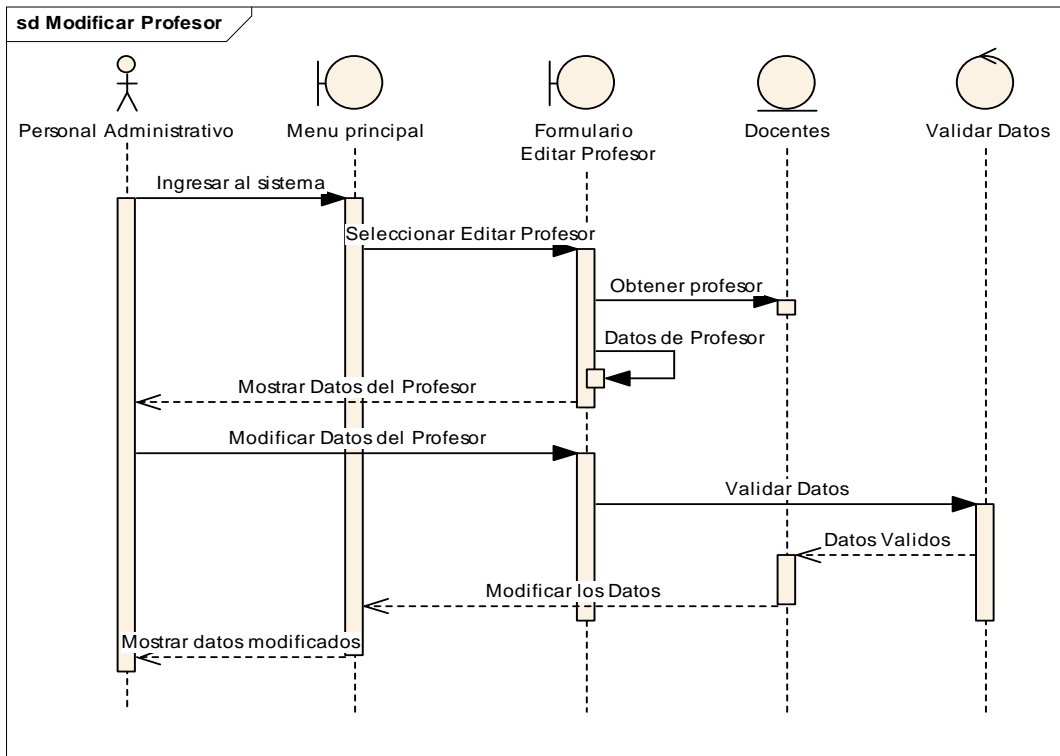 sd Modificar Profesor
Personal Administrativo
Menu principal
Formulario
Editar Profesor
Docentes
Validar Datos
Ingresar al sistema
Seleccionar Editar Profesor
Obtener profesor
Datos de Profesor
Mostrar Datos del Profesor
Modificar Datos del Profesor
Validar Datos
Datos Validos
Modificar los Datos
Mostrar datos modificados